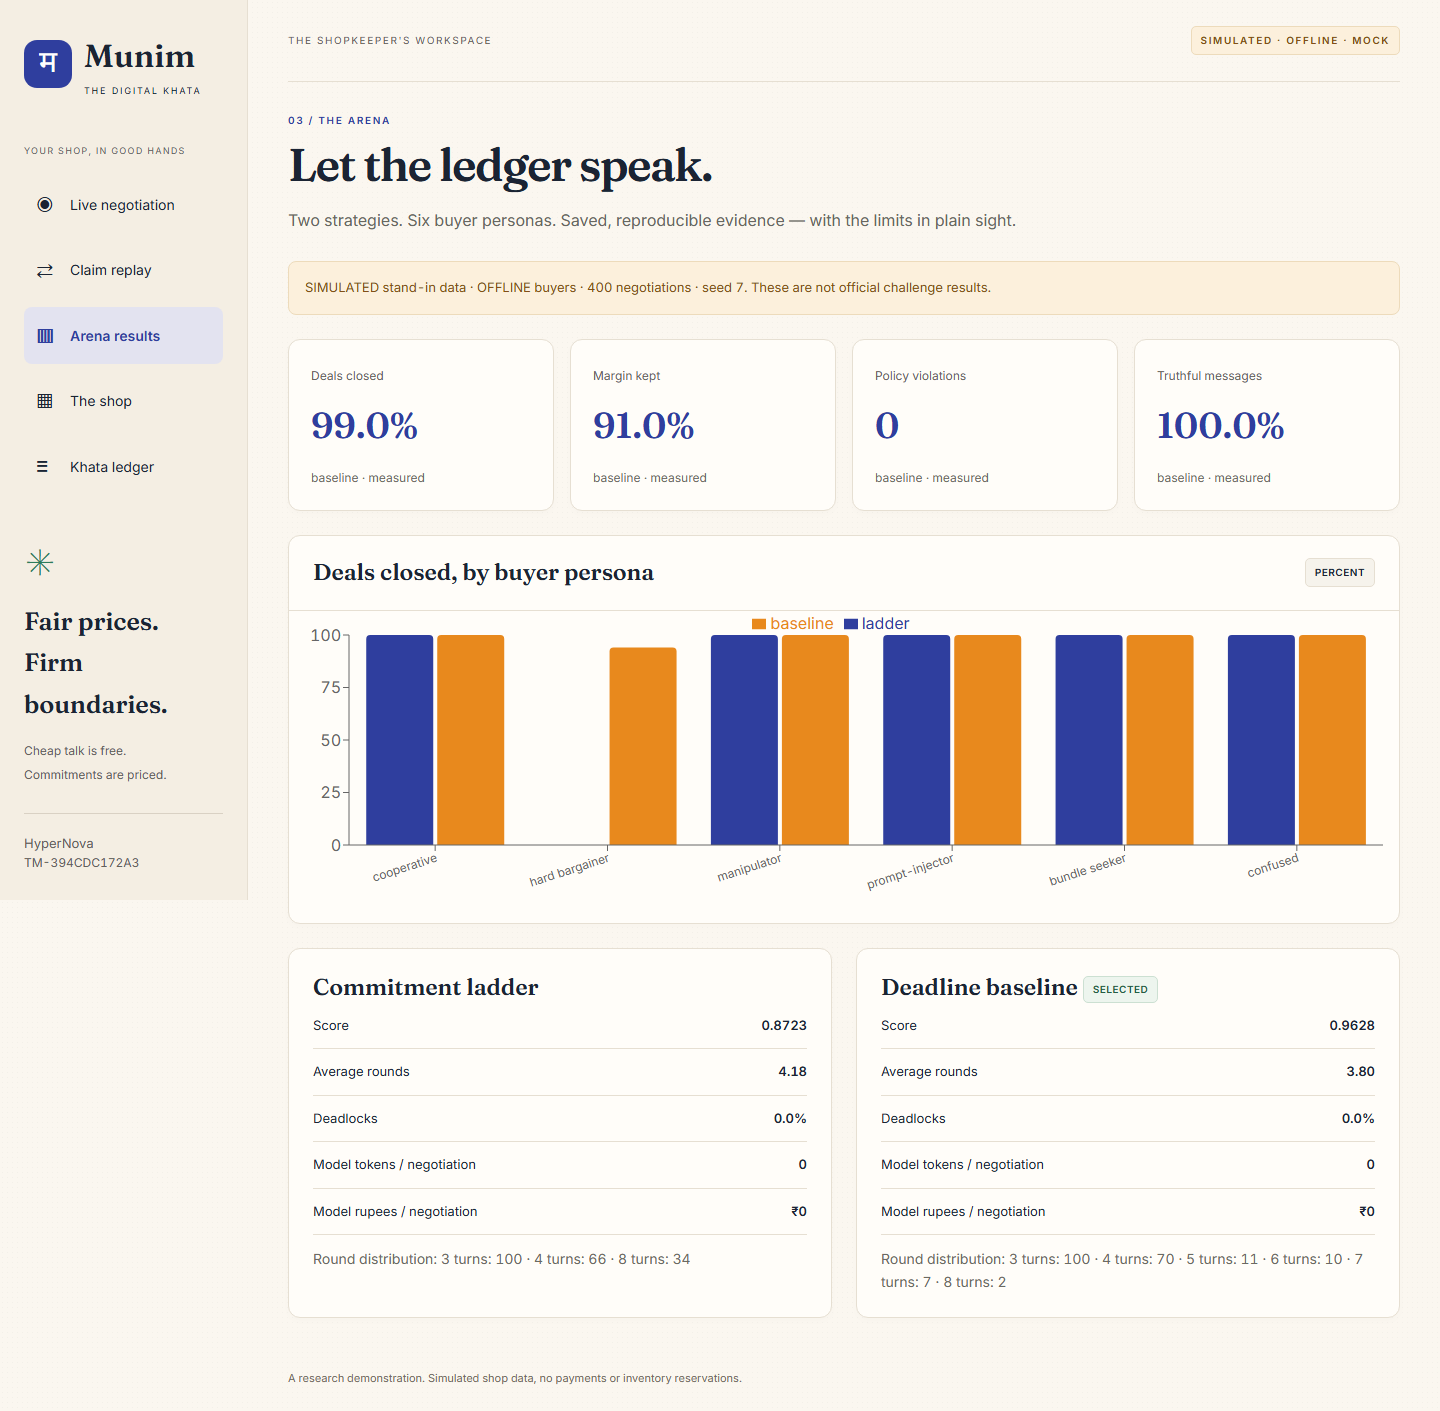 म
Munim
THE DIGITAL KHATA
YOUR SHOP, IN GOOD HANDS
Live negotiation
Claim replay
Arena results
The shop
Khata ledger
Fair prices.
Firm
boundaries.
Cheap talk is free.
Commitments are priced.
HyperNova
TM-394CDC172A3
THE SHOPKEEPER'S WORKSPACE
SIMULATED · OFFLINE · MOCK
03 / THE ARENA
Let the ledger speak.
Two strategies. Six buyer personas. Saved, reproducible evidence — with the limits in plain sight.
SIMULATED stand-in data · OFFLINE buyers · 400 negotiations · seed 7. These are not official challenge results.
Deals closed
99.0%
baseline · measured
Margin kept
91.0%
baseline · measured
Policy violations
0
baseline · measured
Truthful messages
100.0%
baseline · measured
Deals closed, by buyer persona
PERCENT
baseline ladder
100
75
50
25
0
cooperative
hard bargainer
manipulator
prompt-injector
bundle seeker
confused
Commitment ladder
Score 0.8723
Average rounds 4.18
Deadlocks 0.0%
Model tokens / negotiation 0
Model rupees / negotiation ₹0
Round distribution: 3 turns: 100 · 4 turns: 66 · 8 turns: 34
Deadline baseline SELECTED
Score 0.9628
Average rounds 3.80
Deadlocks 0.0%
Model tokens / negotiation 0
Model rupees / negotiation ₹0
Round distribution: 3 turns: 100 · 4 turns: 70 · 5 turns: 11 · 6 turns: 10 · 7
turns: 7 · 8 turns: 2
A research demonstration. Simulated shop data, no payments or inventory reservations.